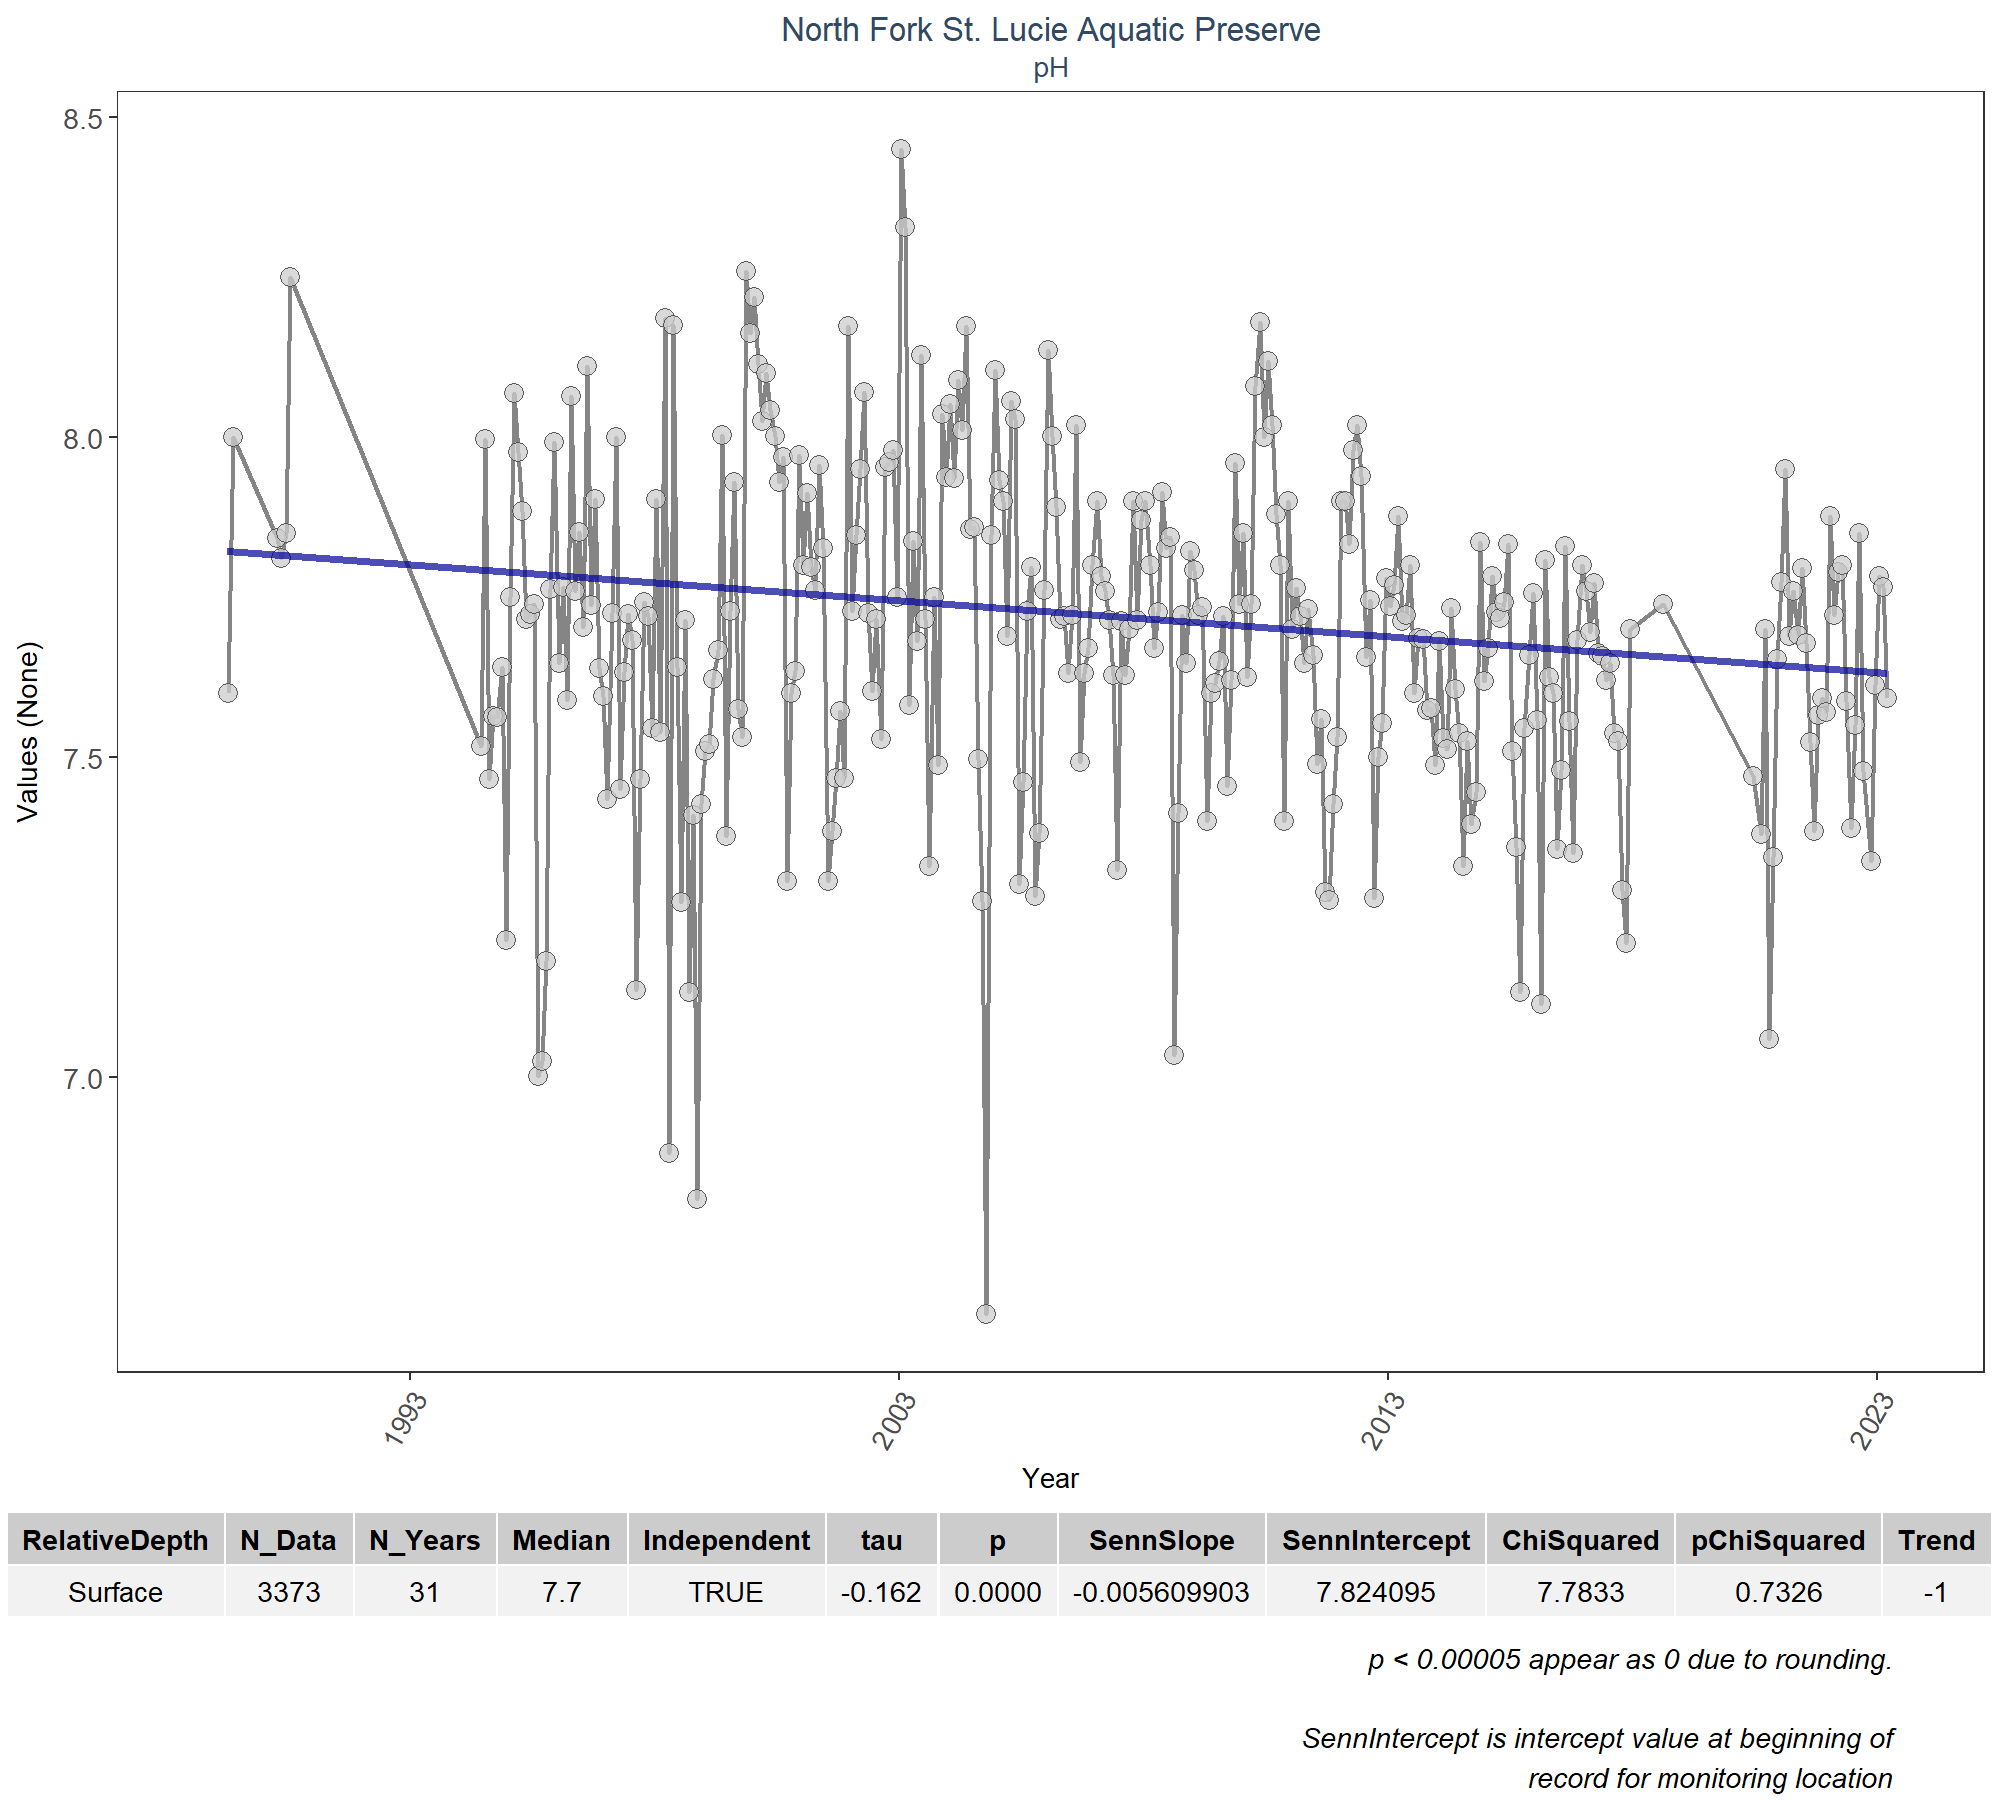 North Fork St. Lucie Aquatic Preserve
pH
8.5
8.0
7.5
7.0
Values (None)
1993
2003
2013
2023
Year
RelativeDepth N_Data N_Years Median Independent tau p SennSlope SennIntercept ChiSquared pChiSquared Trend
Surface 3373 31 7.7 TRUE -0.162 0.0000 -0.005609903 7.824095 7.7833 0.7326 -1
p < 0.00005 appear as 0 due to rounding.
SennIntercept is intercept value at beginning of
record for monitoring location